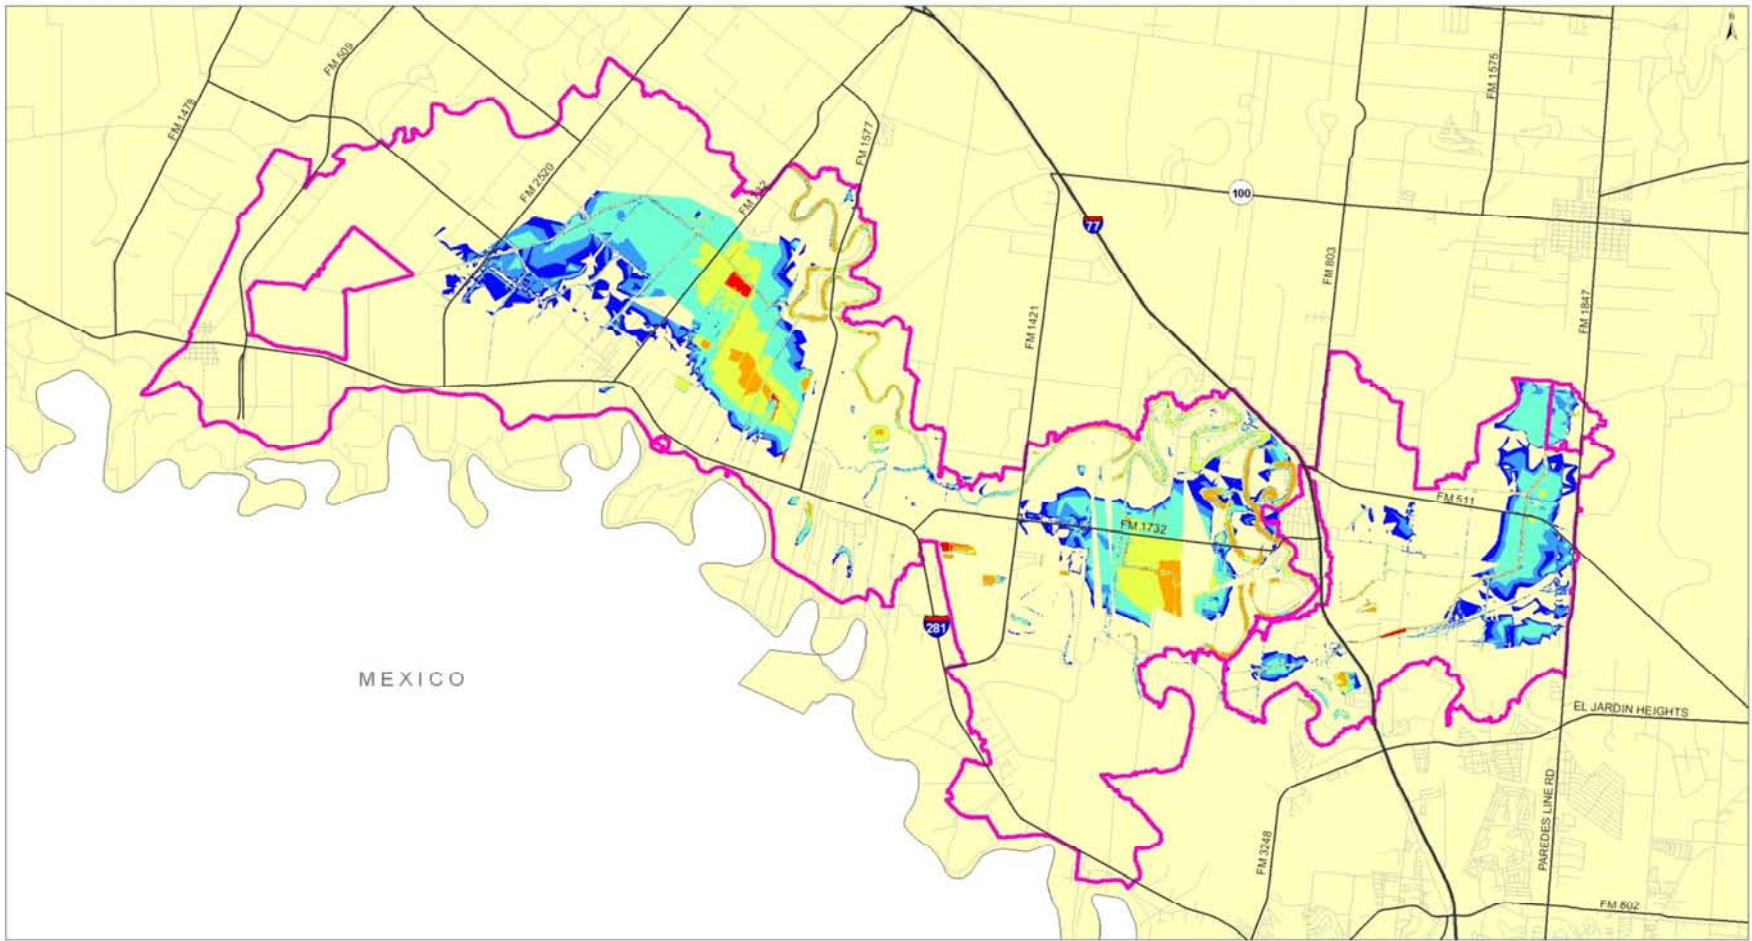 N
FM 509
FM 1575
FM 1479
FM 1577
FM 2520
100
77
FM 803
FM 1847
FM 1421
FM 511
FM 1732
281
MEXICO
EL JARDIN HEIGHTS
PAREDES LINE RD
FM 3248
FM 802